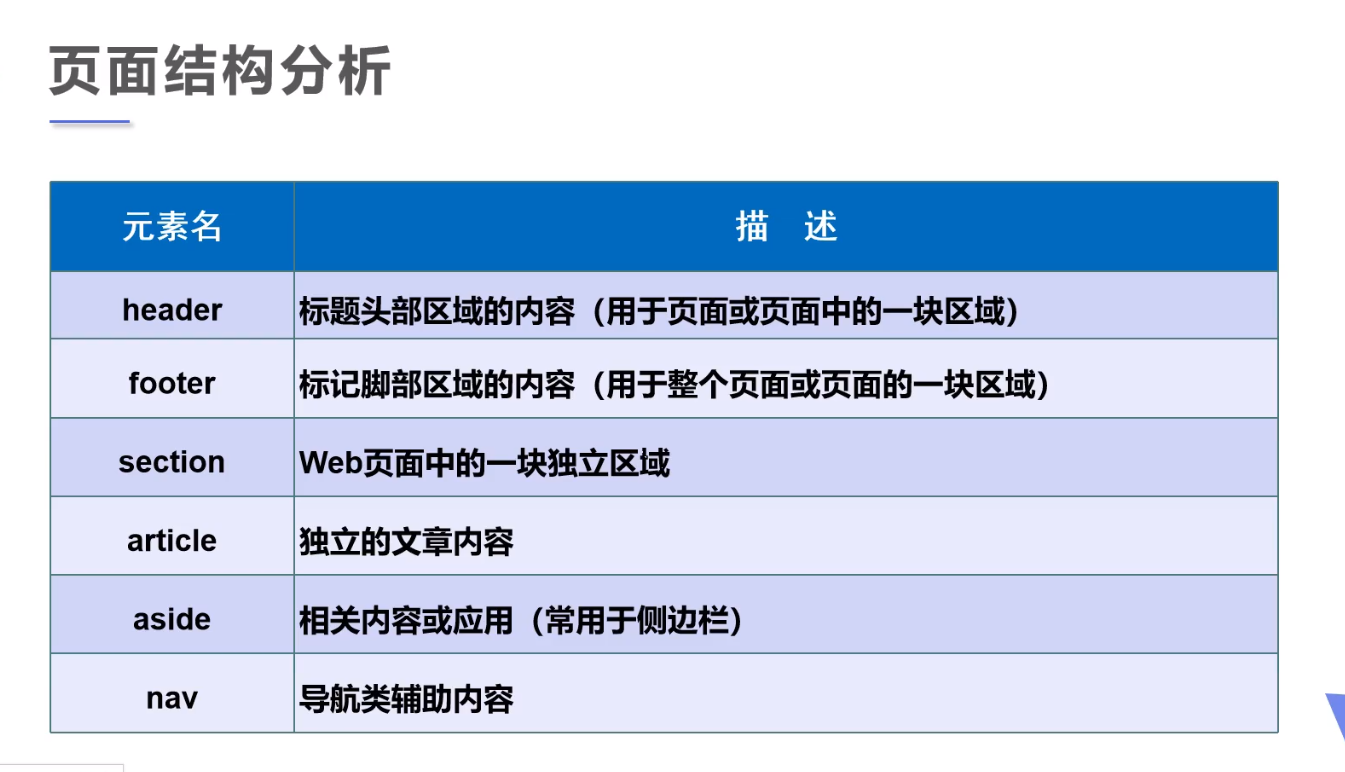 页面结构分析
元素名 描 述
header 标题头部区域的内容（用于页面或页面中的一块区域）
footer 标记脚部区域的内容（用于整个页面或页面的一块区域）
section Web页面中的一块独立区域
article 独立的文章内容
aside 相关内容或应用（常用于侧边栏）
nav 导航类辅助内容